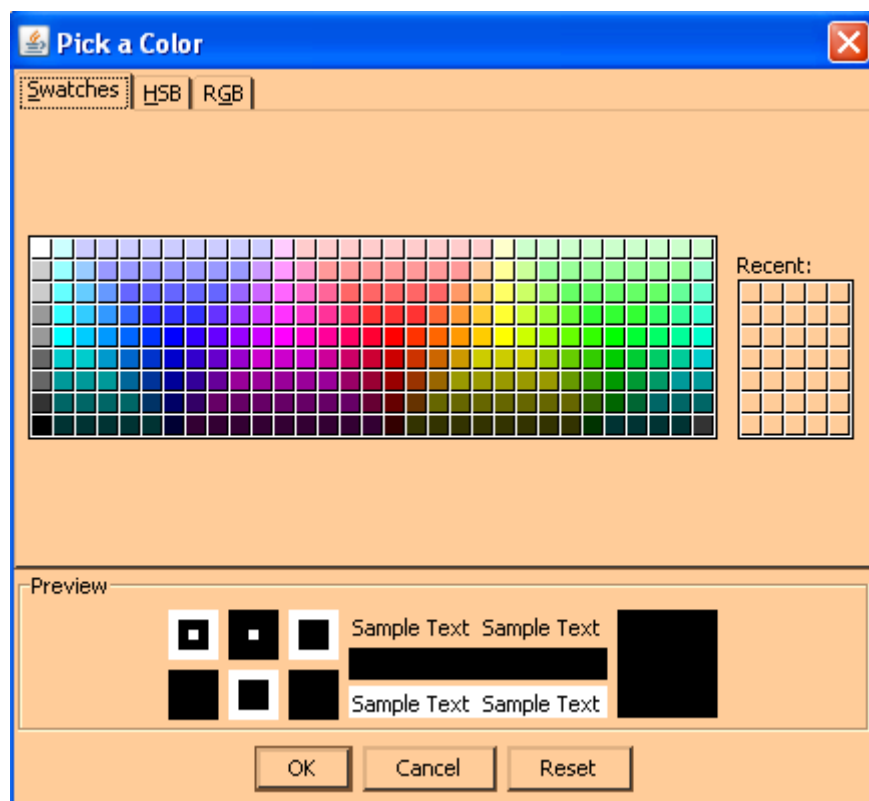 Pick a Color
Swatches HSB RGB
Recent:
Preview
Sample Text Sample Text
Sample Text Sample Text
OK Cancel Reset